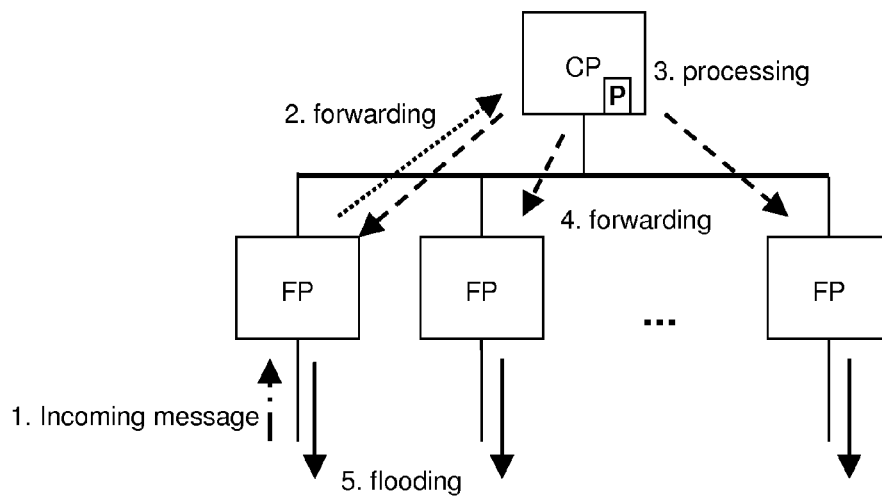 CP
P
3. processing
2. forwarding
4. forwarding
FP
FP
...
FP
1. Incoming message
5. flooding